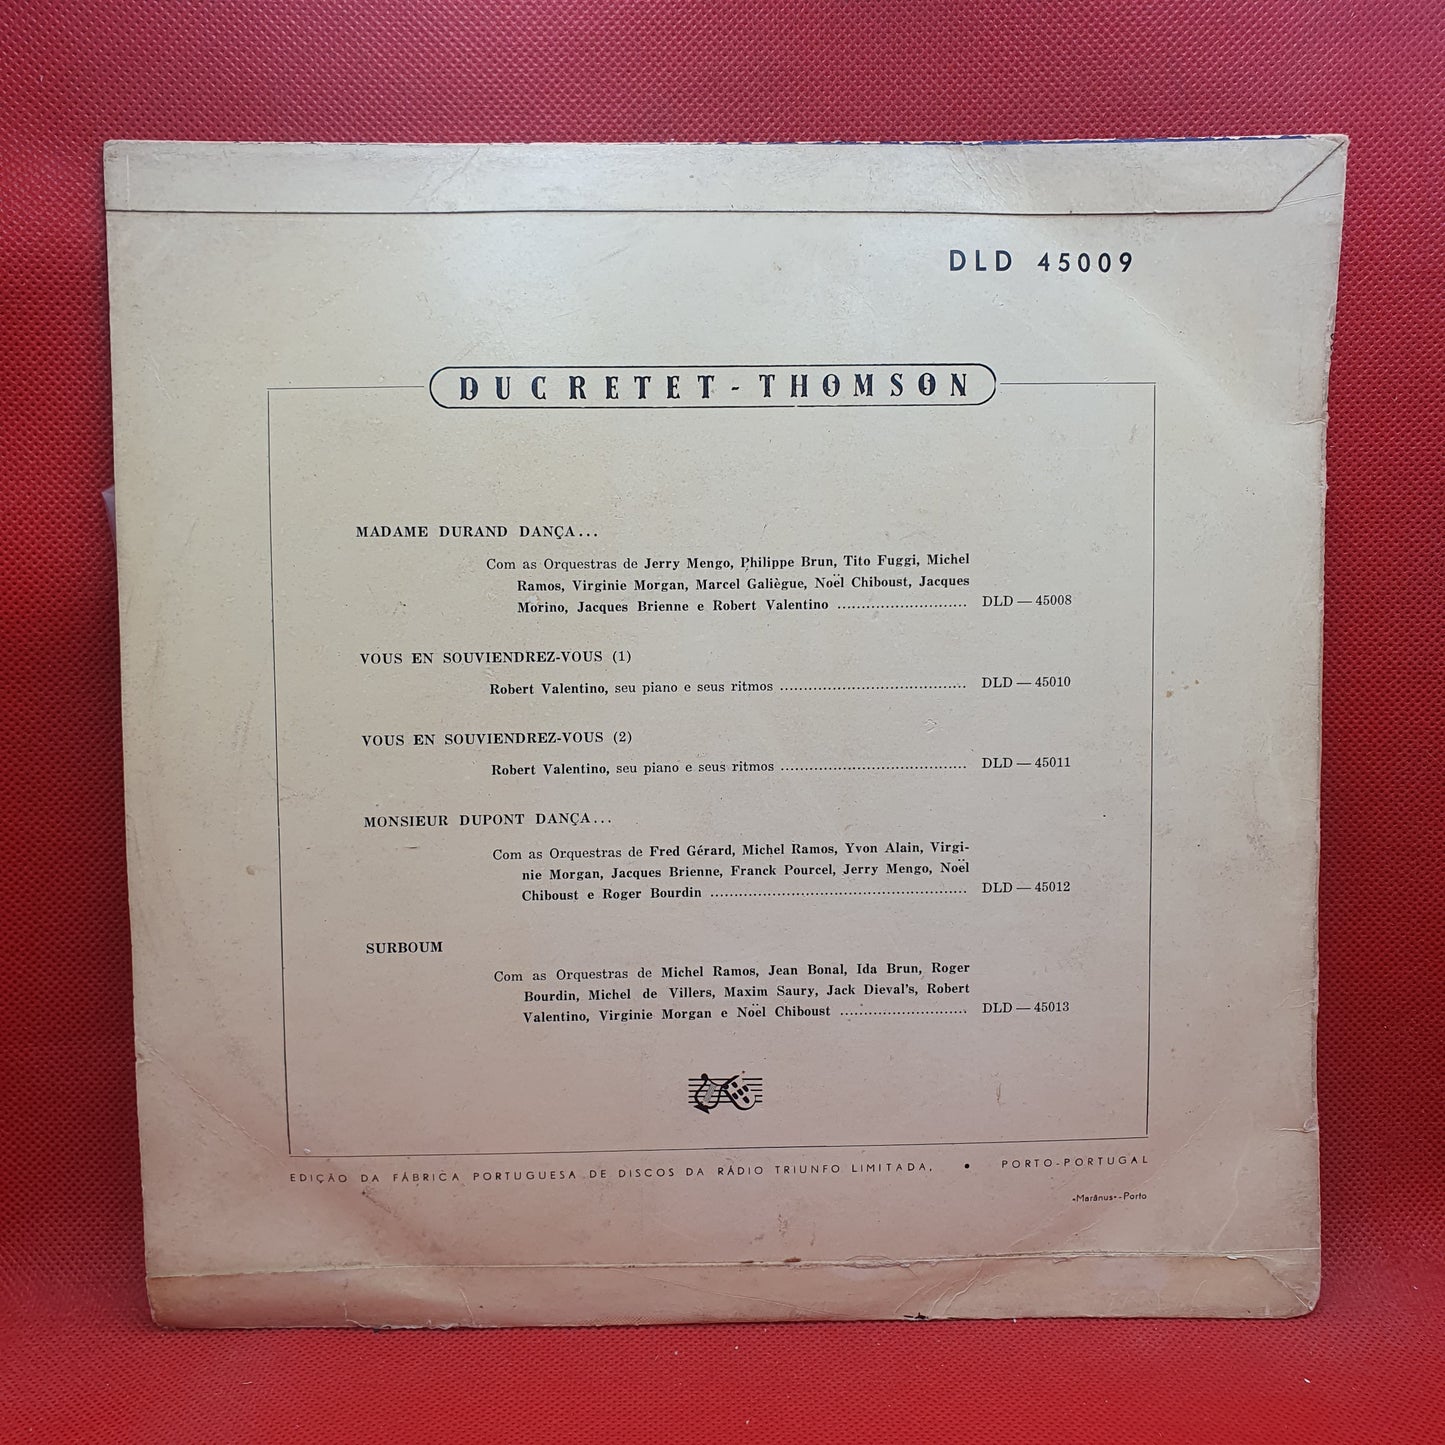 DLD 45009
DUCRETET - THOMSON
MADAME DURAND DANÇA...
Com as Orquestras de Jerry Mengo, Philippe Brun, Tito Fuggi, Michel
Ramos, Virginie Morgan, Marcel Galiègue, Noël Chiboust, Jacques
Morino, Jacques Brienne e Robert Valentino ........................... DLD — 45008
VOUS EN SOUVIENDREZ-VOUS (1)
Robert Valentino, seu piano e seus ritmos ....................................... DLD — 45010
VOUS EN SOUVIENDREZ-VOUS (2)
Robert Valentino, seu piano e seus ritmos ....................................... DLD — 45011
MONSIEUR DUPONT DANÇA...
Com as Orquestras de Fred Gérard, Michel Ramos, Yvon Alain, Virgi-
nie Morgan, Jacques Brienne, Franck Pourcel, Jerry Mengo, Noël
Chiboust e Roger Bourdin ...................................................... DLD — 45012
SURBOUM
Com as Orquestras de Michel Ramos, Jean Bonal, Ida Brun, Roger
Bourdin, Michel de Villers, Maxim Saury, Jack Dieval's, Robert
Valentino, Virginie Morgan e Noël Chiboust ........................... DLD — 45013
EDIÇÃO DA FÁBRICA PORTUGUESA DE DISCOS DA RÁDIO TRIUNFO LIMITADA. • PORTO-PORTUGAL
«Marânus»-Porto